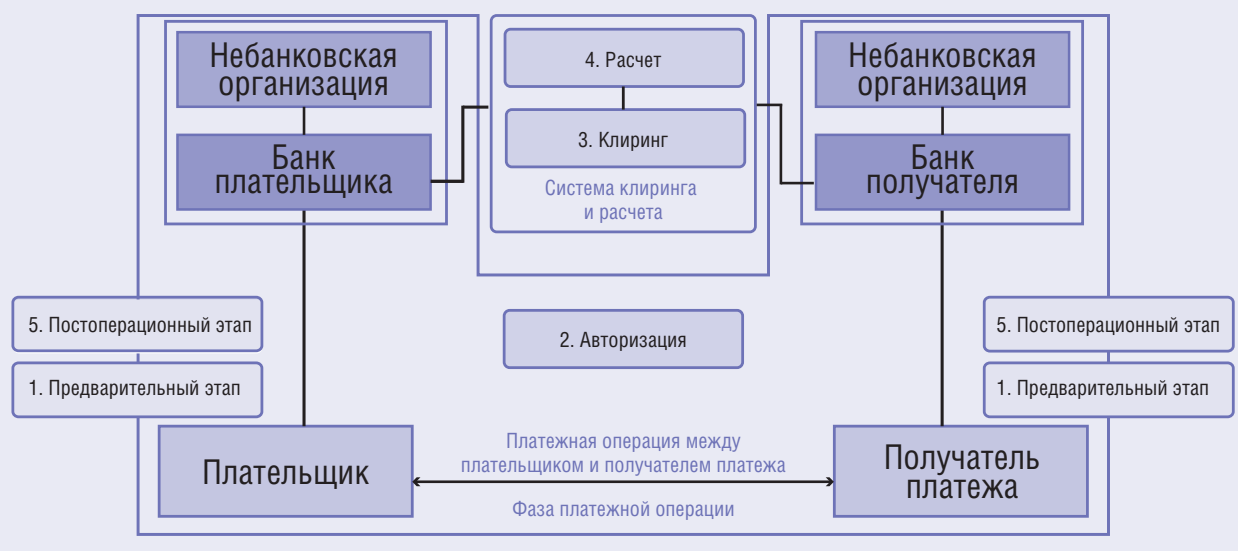 Небанковская
организация
4. Расчет
Небанковская
организация
3. Клиринг
Банк
плательщика
Банк
получателя
Система клиринга
и расчета
5. Постоперационный этап
5. Постоперационный этап
2. Авторизация
1. Предварительный этап
1. Предварительный этап
Плательщик
Платежная операция между
плательщиком и получателем платежа
Получатель
платежа
Фаза платежной операции